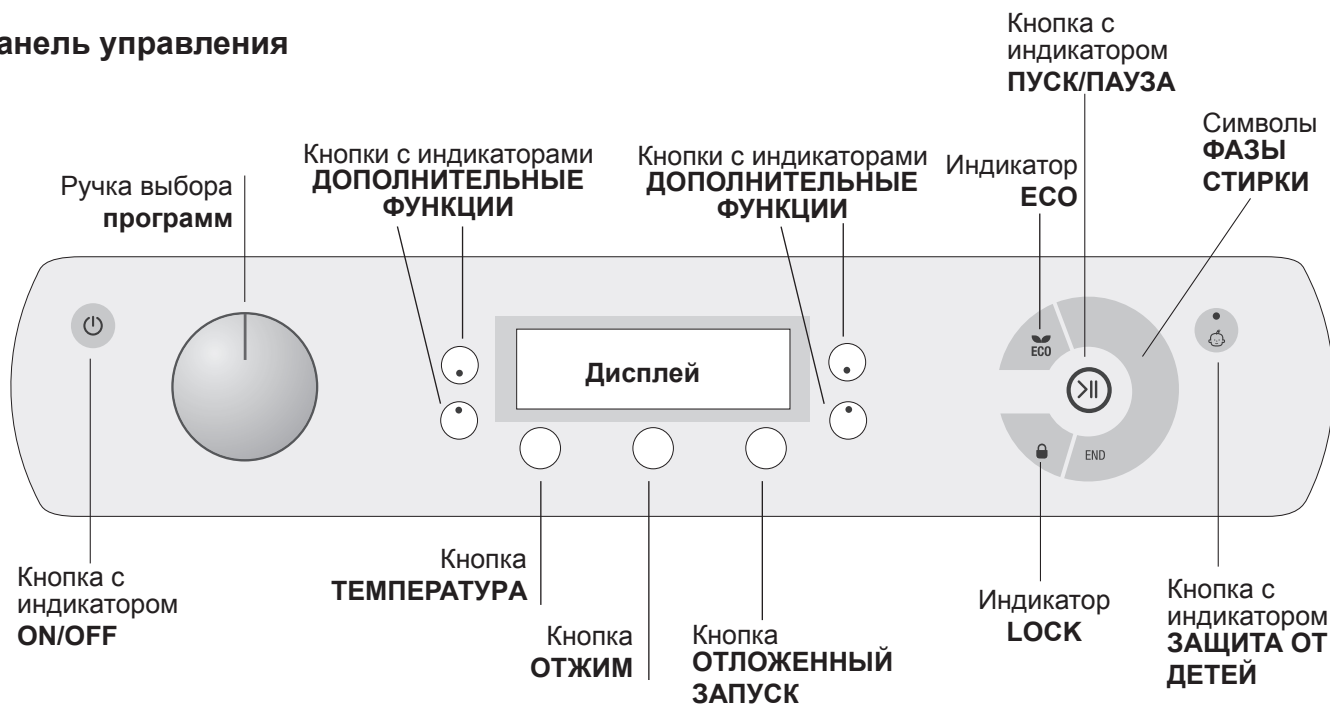 анель управления
Кнопка с
индикатором
ПУСК/ПАУЗА
Символы
ФАЗЫ
СТИРКИ
Ручка выбора
программ
Кнопки с индикаторами
ДОПОЛНИТЕЛЬНЫЕ
ФУНКЦИИ
Кнопки с индикаторами
ДОПОЛНИТЕЛЬНЫЕ
ФУНКЦИИ
Индикатор
ECO
Дисплей
ECO
END
Кнопка с
индикатором
ON/OFF
Кнопка
ТЕМПЕРАТУРА
Кнопка
ОТЖИМ
Кнопка
ОТЛОЖЕННЫЙ
ЗАПУСК
Индикатор
LOCK
Кнопка с
индикатором
ЗАЩИТА ОТ
ДЕТЕЙ